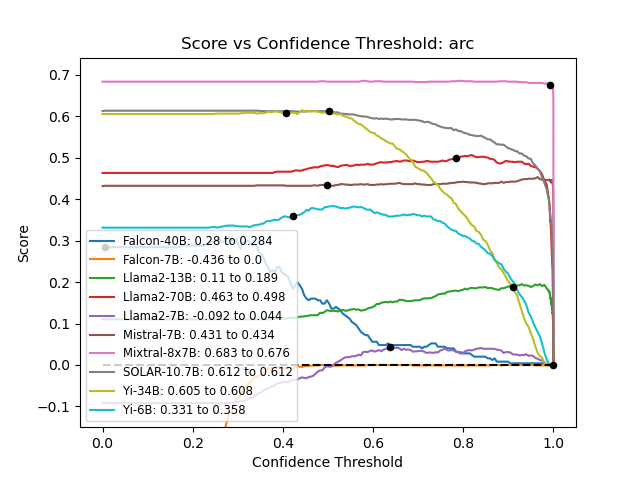 Score vs Confidence Threshold: arc
0.7
0.6
0.5
0.4
0.3
0.2
0.1
0.0
−0.1
Score
Falcon-40B: 0.28 to 0.284
Falcon-7B: -0.436 to 0.0
Llama2-13B: 0.11 to 0.189
Llama2-70B: 0.463 to 0.498
Llama2-7B: -0.092 to 0.044
Mistral-7B: 0.431 to 0.434
Mixtral-8x7B: 0.683 to 0.676
SOLAR-10.7B: 0.612 to 0.612
Yi-34B: 0.605 to 0.608
Yi-6B: 0.331 to 0.358
0.0 0.2 0.4 0.6 0.8 1.0
Confidence Threshold